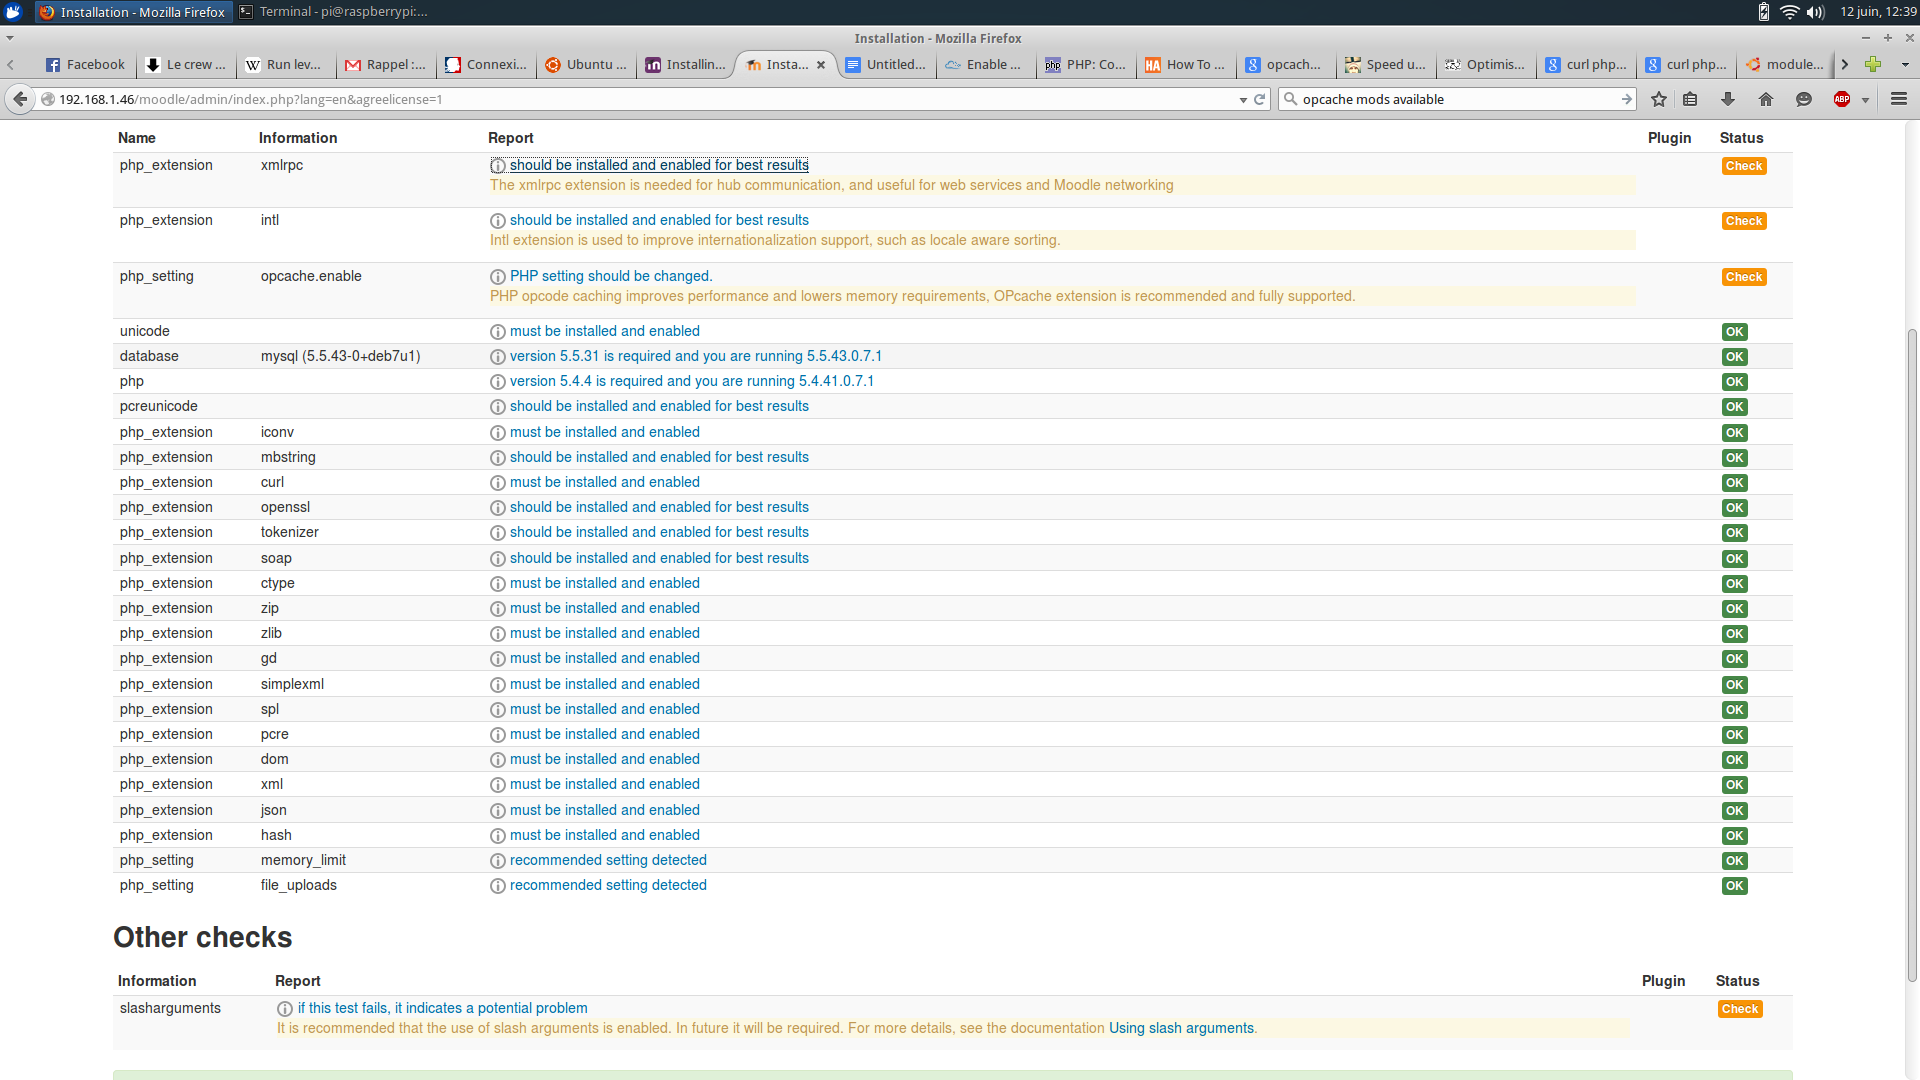 Installation - Mozilla Firefox
Terminal - pi@raspberrypi:...
12 juin, 12:39
Installation - Mozilla Firefox
Facebook
Le crew ...
Run lev...
Rappel :...
Connexi...
Ubuntu ...
Installin...
Insta...
Untitled...
Enable ...
PHP: Co...
How To ...
opcach...
Speed u...
Optimis...
curl php...
curl php...
module...
192.168.1.46/moodle/admin/index.php?lang=en&agreelicense=1
opcache mods available
ABP
Name Information Report Plugin Status
php_extension xmlrpc should be installed and enabled for best results Check
The xmlrpc extension is needed for hub communication, and useful for web services and Moodle networking
php_extension intl should be installed and enabled for best results Check
Intl extension is used to improve internationalization support, such as locale aware sorting.
php_setting opcache.enable PHP setting should be changed. Check
PHP opcode caching improves performance and lowers memory requirements, OPcache extension is recommended and fully supported.
unicode must be installed and enabled OK
database mysql (5.5.43-0+deb7u1) version 5.5.31 is required and you are running 5.5.43.0.7.1 OK
php version 5.4.4 is required and you are running 5.4.41.0.7.1 OK
pcreunicode should be installed and enabled for best results OK
php_extension iconv must be installed and enabled OK
php_extension mbstring should be installed and enabled for best results OK
php_extension curl must be installed and enabled OK
php_extension openssl should be installed and enabled for best results OK
php_extension tokenizer should be installed and enabled for best results OK
php_extension soap should be installed and enabled for best results OK
php_extension ctype must be installed and enabled OK
php_extension zip must be installed and enabled OK
php_extension zlib must be installed and enabled OK
php_extension gd must be installed and enabled OK
php_extension simplexml must be installed and enabled OK
php_extension spl must be installed and enabled OK
php_extension pcre must be installed and enabled OK
php_extension dom must be installed and enabled OK
php_extension xml must be installed and enabled OK
php_extension json must be installed and enabled OK
php_extension hash must be installed and enabled OK
php_setting memory_limit recommended setting detected OK
php_setting file_uploads recommended setting detected OK
Other checks
Information Report Plugin Status
slasharguments if this test fails, it indicates a potential problem Check
It is recommended that the use of slash arguments is enabled. In future it will be required. For more details, see the documentation Using slash arguments.